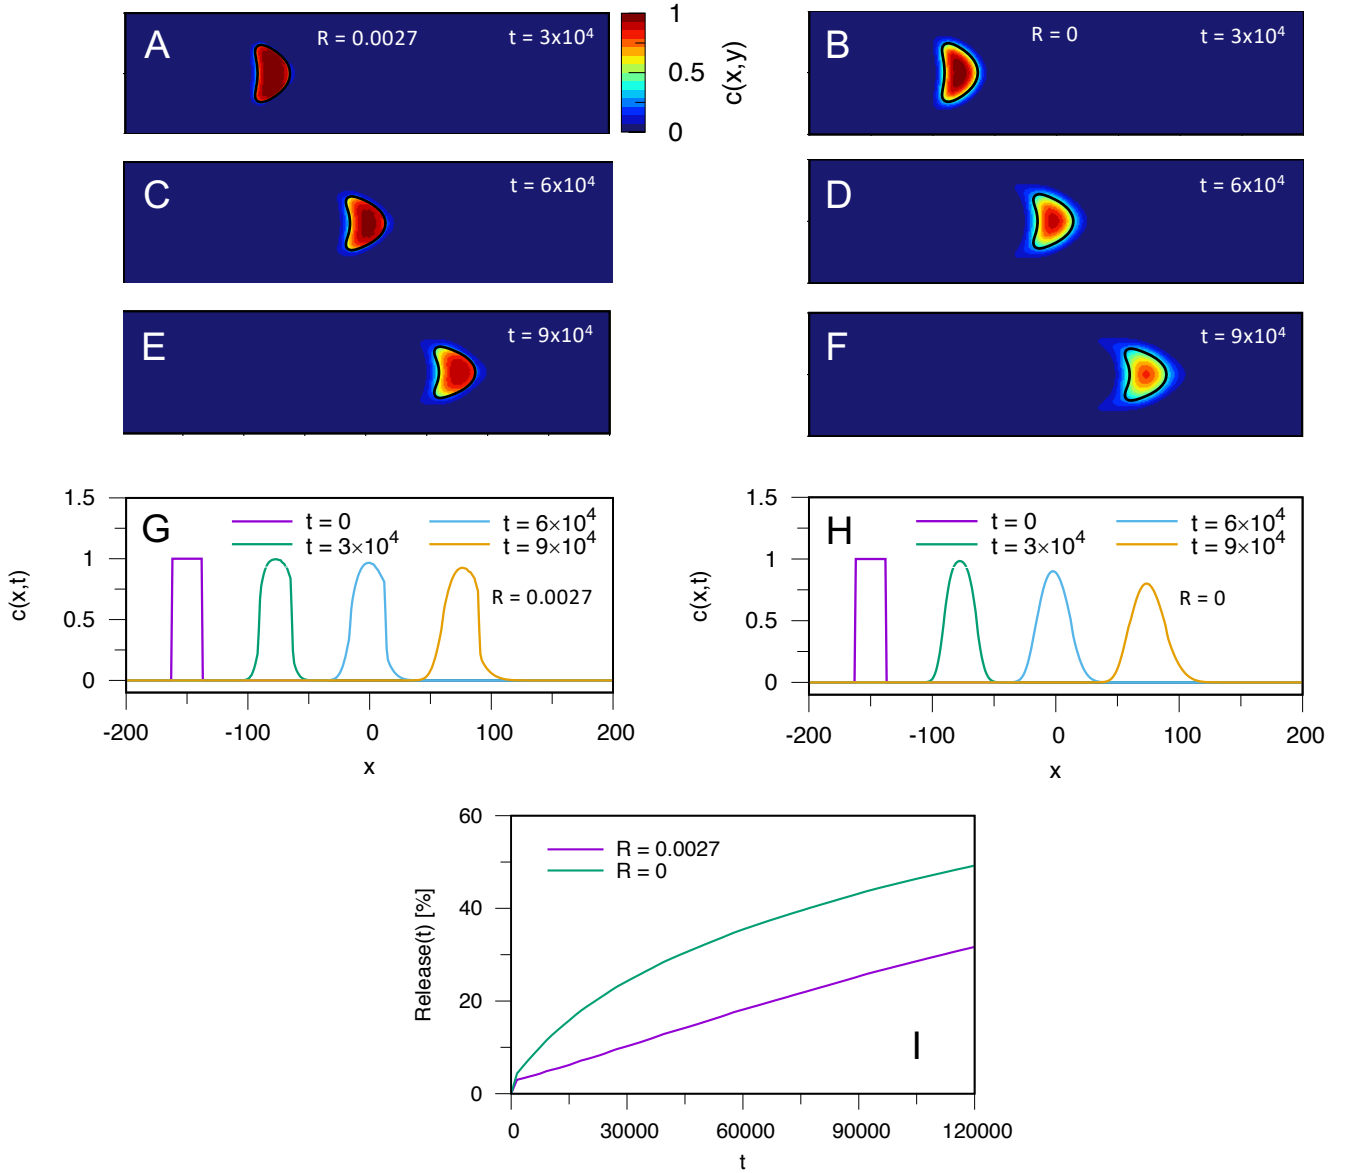 A
R = 0.0027
t = 3x10⁴
1
0.5
0
c(x,y)
B
R = 0
t = 3x10⁴
C
t = 6x10⁴
D
t = 6x10⁴
E
t = 9x10⁴
F
t = 9x10⁴
G
t = 0
t = 6×10⁴
t = 3×10⁴
t = 9×10⁴
R = 0.0027
1.5
1
0.5
0
c(x,t)
-200
-100
0
100
200
x
H
t = 0
t = 6×10⁴
t = 3×10⁴
t = 9×10⁴
R = 0
1.5
1
0.5
0
c(x,t)
-200
-100
0
100
200
x
60
40
20
0
Release(t) [%]
R = 0.0027
R = 0
I
0
30000
60000
90000
120000
t